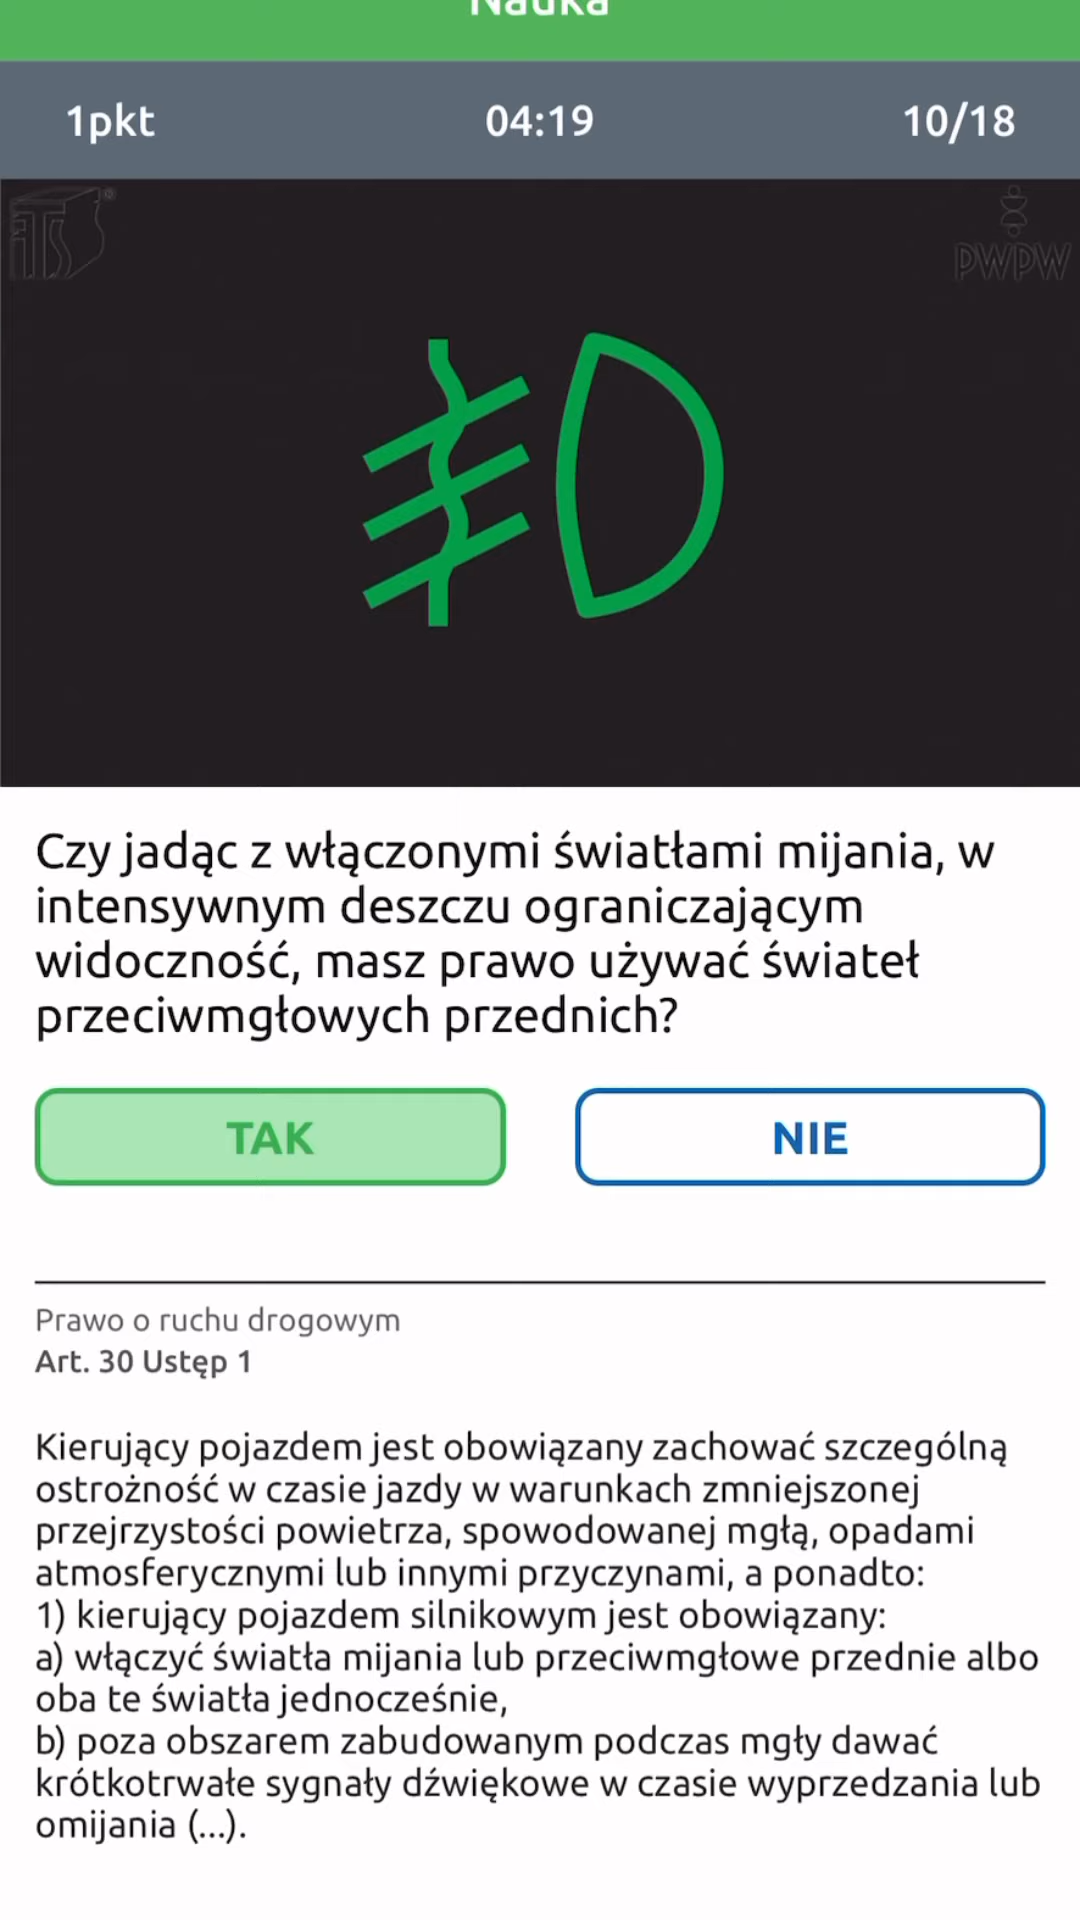 Nauka
1pkt 04:19 10/18
ITS®
PWPW
Czy jadąc z włączonymi światłami mijania, w
intensywnym deszczu ograniczającym
widoczność, masz prawo używać świateł
przeciwmgłowych przednich?
TAK NIE
Prawo o ruchu drogowym
Art. 30 Ustęp 1
Kierujący pojazdem jest obowiązany zachować szczególną
ostrożność w czasie jazdy w warunkach zmniejszonej
przejrzystości powietrza, spowodowanej mgłą, opadami
atmosferycznymi lub innymi przyczynami, a ponadto:
1) kierujący pojazdem silnikowym jest obowiązany:
a) włączyć światła mijania lub przeciwmgłowe przednie albo
oba te światła jednocześnie,
b) poza obszarem zabudowanym podczas mgły dawać
krótkotrwałe sygnały dźwiękowe w czasie wyprzedzania lub
omijania (...).